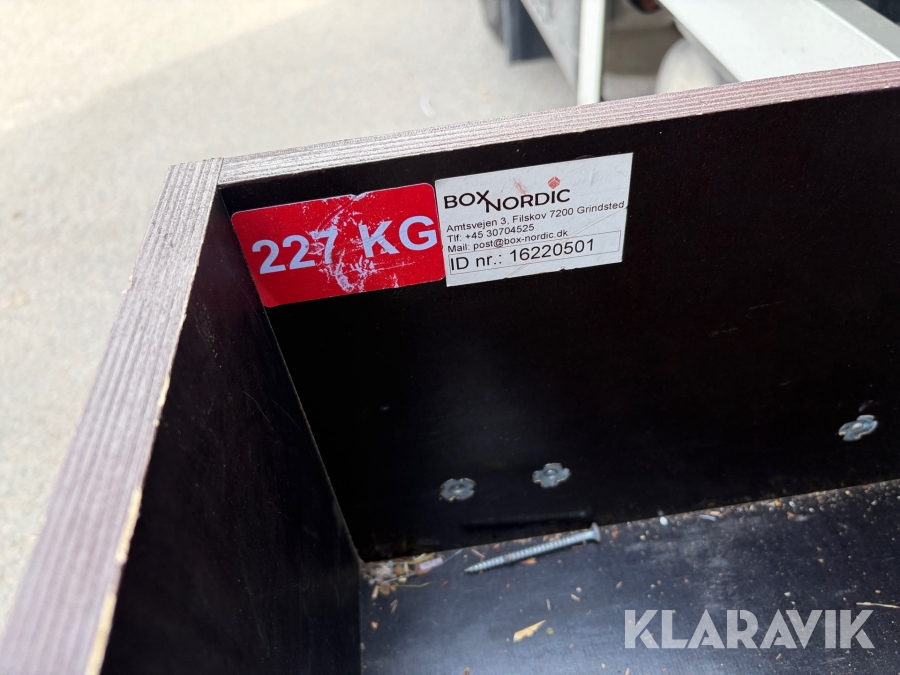 227 KG
BOX NORDIC
Amtsvejen 3, Filskov 7200 Grindsted
Tlf: +45 30704525
Mail: post@box-nordic.dk
ID nr.: 16220501
KLARAVIK